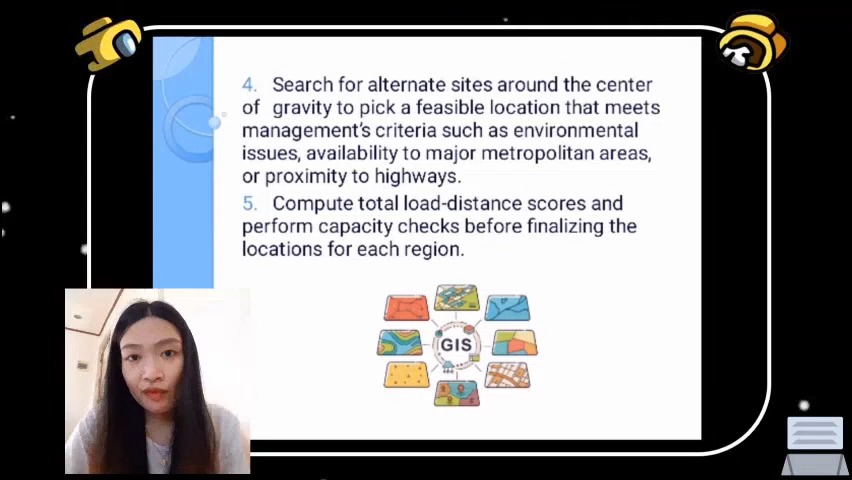 4. Search for alternate sites around the center
of gravity to pick a feasible location that meets
management's criteria such as environmental
issues, availability to major metropolitan areas,
or proximity to highways.
5. Compute total load-distance scores and
perform capacity checks before finalizing the
locations for each region.
GIS